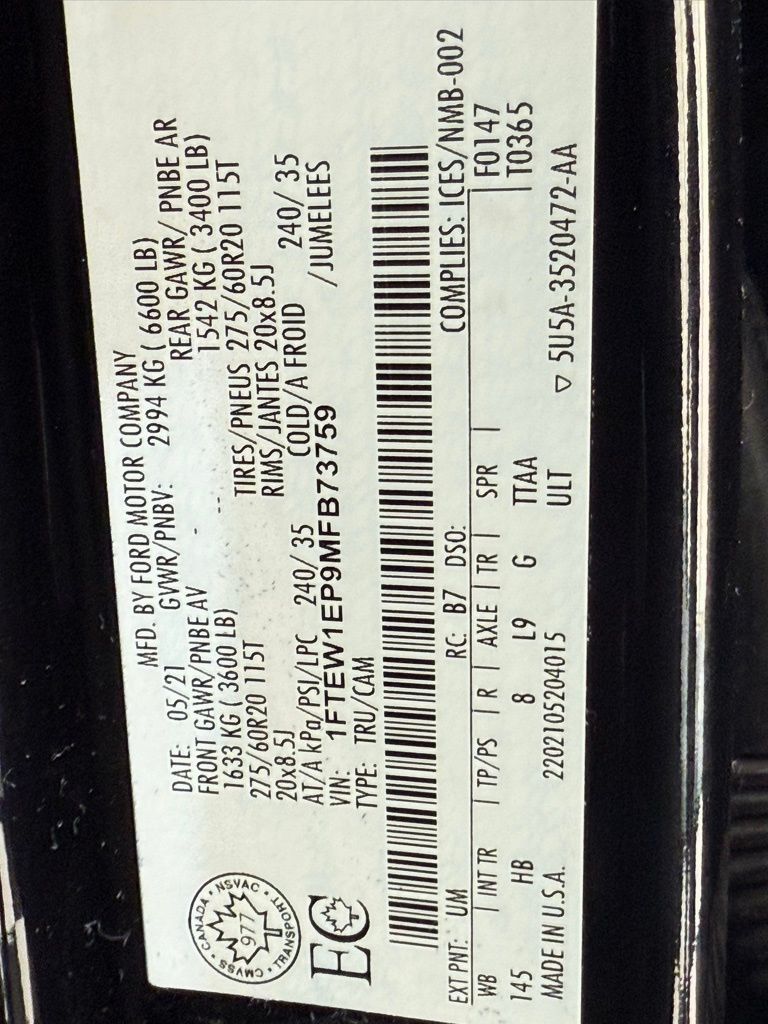 MFD. BY FORD MOTOR COMPANY
DATE: 05/21 GVWR/PNBV: 2994 KG ( 6600 LB)
FRONT GAWR/PNBE AV REAR GAWR/ PNBE AR
1633 KG ( 3600 LB) 1542 KG ( 3400 LB)
275/60R20 115T TIRES/PNEUS 275/60R20 115T
20x8.5J RIMS/JANTES 20x8.5J
AT/A kPa/PSI/LPC 240/ 35 COLD/A FROID 240/ 35
VIN: 1FTEW1EP9MFB73759 /JUMELEES
TYPE: TRU/CAM
CMVSS · CANADA · NSVAC · TRANSPORT ·
977
EC
EXT PNT: UM RC: B7 DSO: COMPLIES: ICES/NMB-002
WB | INT TR | TP/PS | R | AXLE | TR | SPR | F0147
145 HB 8 L9 G TTAA T0365
MADE IN U.S.A. 2202105204015 ULT ▽ 5U5A-3520472-AA